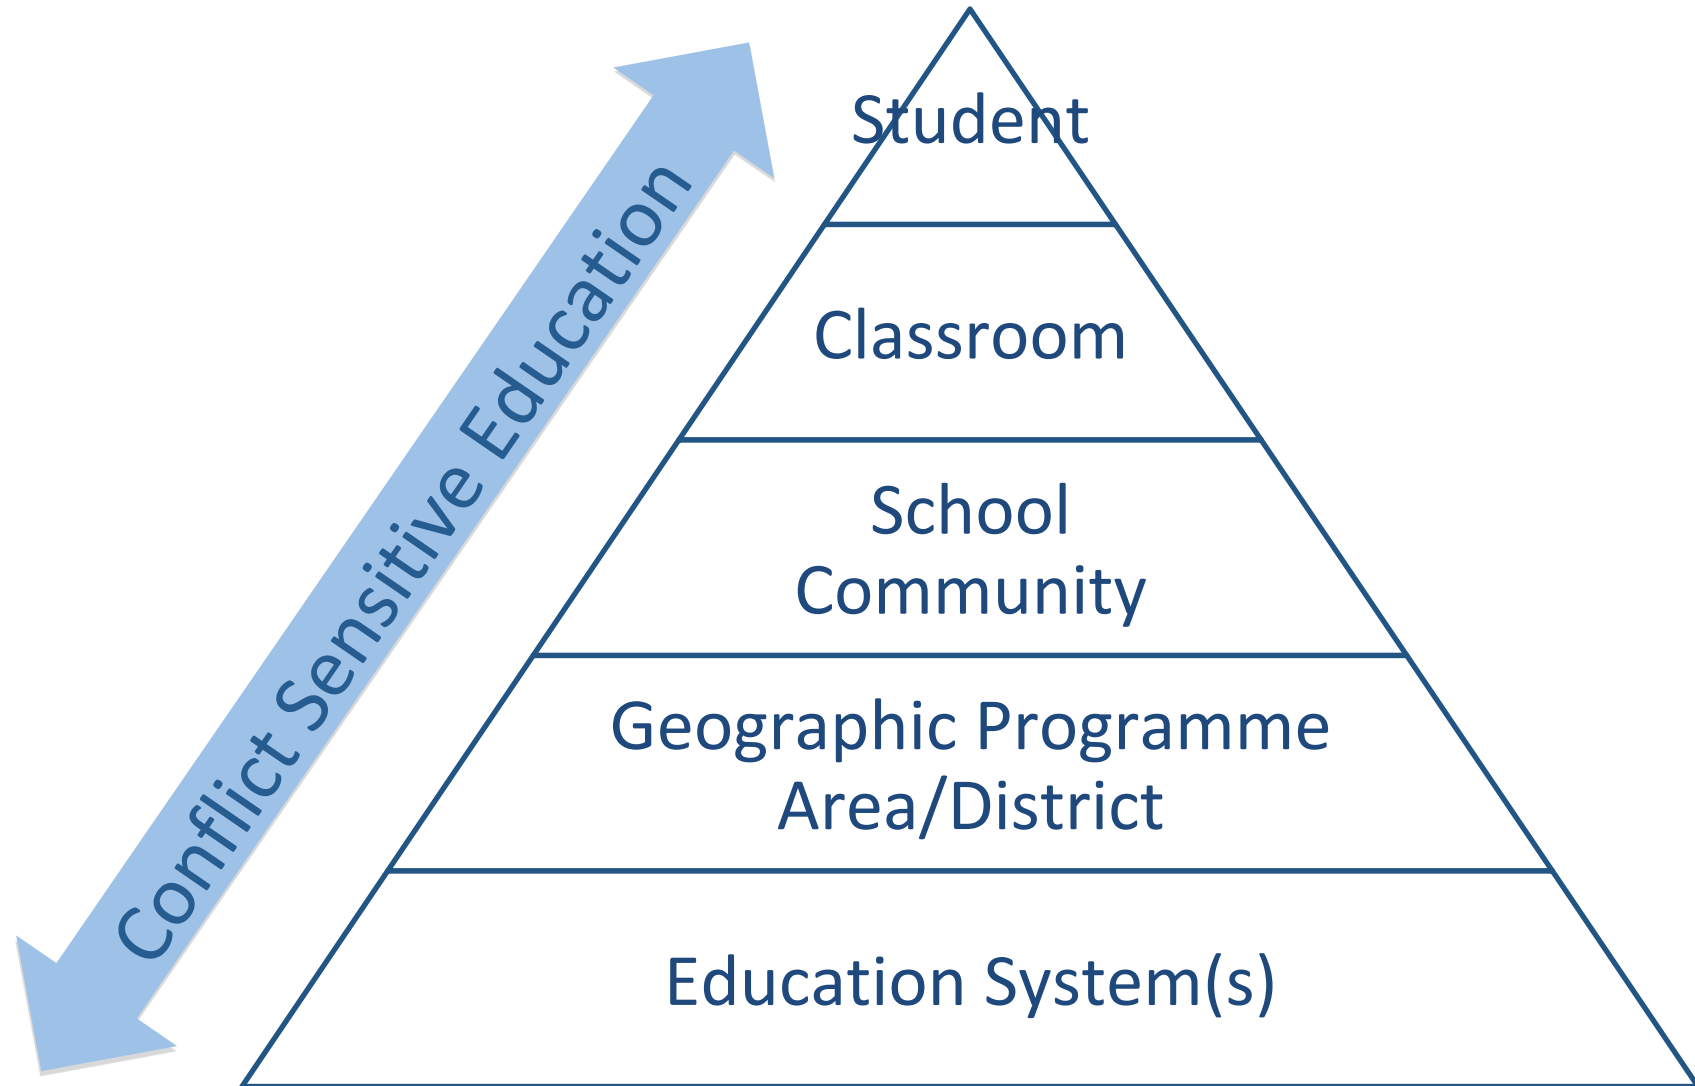 Conflict Sensitive Education
Student
Classroom
School
Community
Geographic Programme
Area/District
Education System(s)